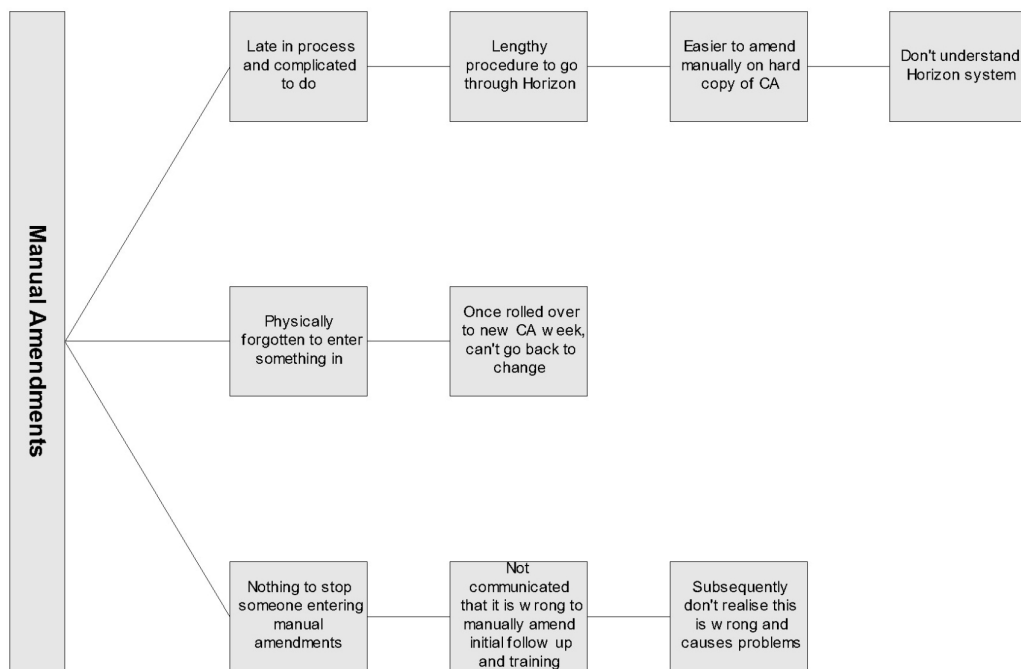 Manual Amendments
Late in process
and complicated
to do
Lengthy
procedure to go
through Horizon
Easier to amend
manually on hard
copy of CA
Don't understand
Horizon system
Physically
forgotten to enter
something in
Once rolled over
to new CA week,
can't go back to
change
Nothing to stop
someone entering
manual
amendments
Not
communicated
that it is wrong to
manually amend
initial follow up
and training
Subsequently
don't realise this
is wrong and
causes problems